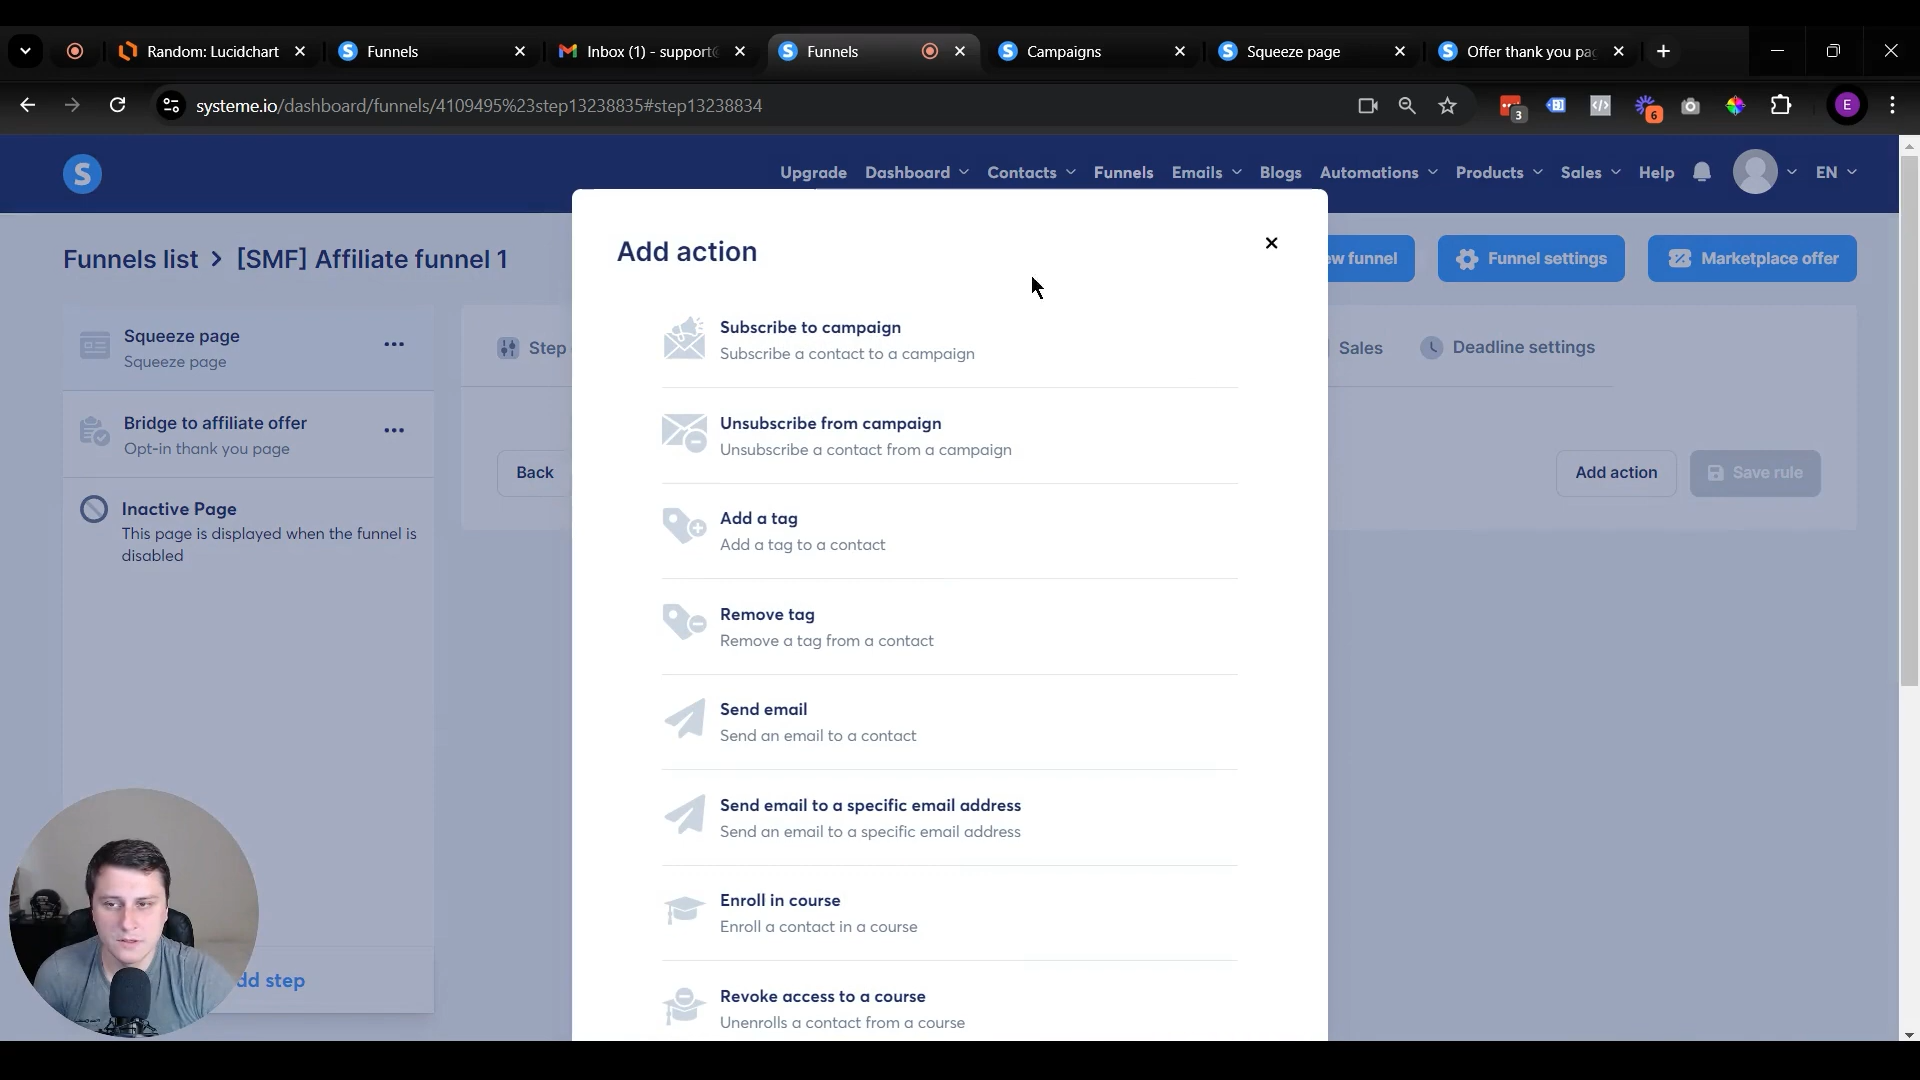 Random: Lucidchart
Funnels
Inbox (1) - support
Funnels
Campaigns
Squeeze page
Offer thank you pa
systeme.io/dashboard/funnels/4109495%23step13238835#step13238834
3
6
E
S
Upgrade
Dashboard
Contacts
Funnels
Emails
Blogs
Automations
Products
Sales
Help
EN
Funnels list > [SMF] Affiliate funnel 1
Add action
ew funnel
Funnel settings
Marketplace offer
Squeeze page
Squeeze page
Bridge to affiliate offer
Opt-in thank you page
Inactive Page
This page is displayed when the funnel is
disabled
dd step
Step
Sales
Deadline settings
Back
Add action
Save rule
Subscribe to campaign
Subscribe a contact to a campaign
Unsubscribe from campaign
Unsubscribe a contact from a campaign
Add a tag
Add a tag to a contact
Remove tag
Remove a tag from a contact
Send email
Send an email to a contact
Send email to a specific email address
Send an email to a specific email address
Enroll in course
Enroll a contact in a course
Revoke access to a course
Unenrolls a contact from a course